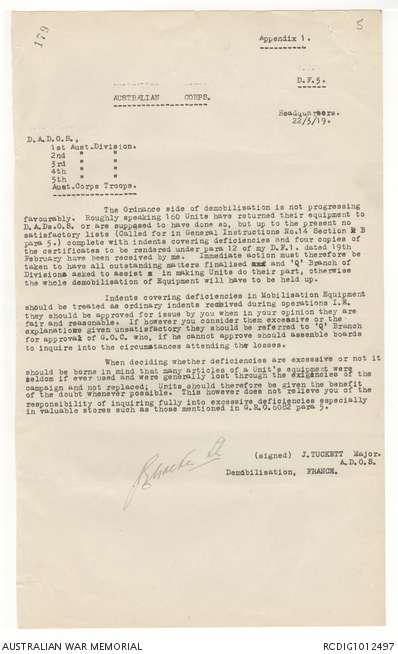 179
5
Appendix 1.
D.F.5.
AUSTRALIAN CORPS.
Headquarters.
22/3/19.
D.A.D.O.S.,
1st Aust.Division.
2nd " "
3rd " "
4th " "
5th " "
Aust.Corps Troops.
The Ordnance side of demobilisation is not progressing
favourably. Roughly speaking 160 Units have returned their equipment to
D.A.Ds.O.S. or are supposed to have done so, but up to the present no
satisfactory lists (Called for in General Instructions No.14 Section B
para 5.) complete with indents covering deficiencies and four copies of
the certificates to be rendered under para 12 of my D.F.1. dated 19th
February have been received by me. Immediate action must therefore be
taken to have all outstanding matters finalised and 'Q' Branch of
Divisions asked to assist in making Units do their part, otherwise
the whole demobilisation of Equipment will have to be held up.
Indents covering deficiencies in Mobilisation Equipment
should be treated as ordinary indents received during operations I.E.
they should be approved for issue by you when in your opinion they are
fair and reasonable. If however you consider them excessive or the
explanations given unsatisfactory they should be referred to 'Q' Branch
for approval of G.O.C. who, if he cannot approve should assemble boards
to inquire into the circumstances attending the losses.
When deciding whether deficiencies are excessive or not it
should be borne in mind that many articles of a Unit's equipment were
seldom if ever used and were generally lost through the exigencies of the
campaign and not replaced; Units should therefore be given the benefit
of the doubt whenever possible. This however does not relieve you of the
responsibility of inquiring fully into excessive deficiencies especially
in valuable stores such as those mentioned in G.R.O.6082 para 5.
(signed) J.TUCKETT Major.
A.D.O.S.
Demobilisation, FRANCE.
AUSTRALIAN WAR MEMORIAL
RCDIG1012497